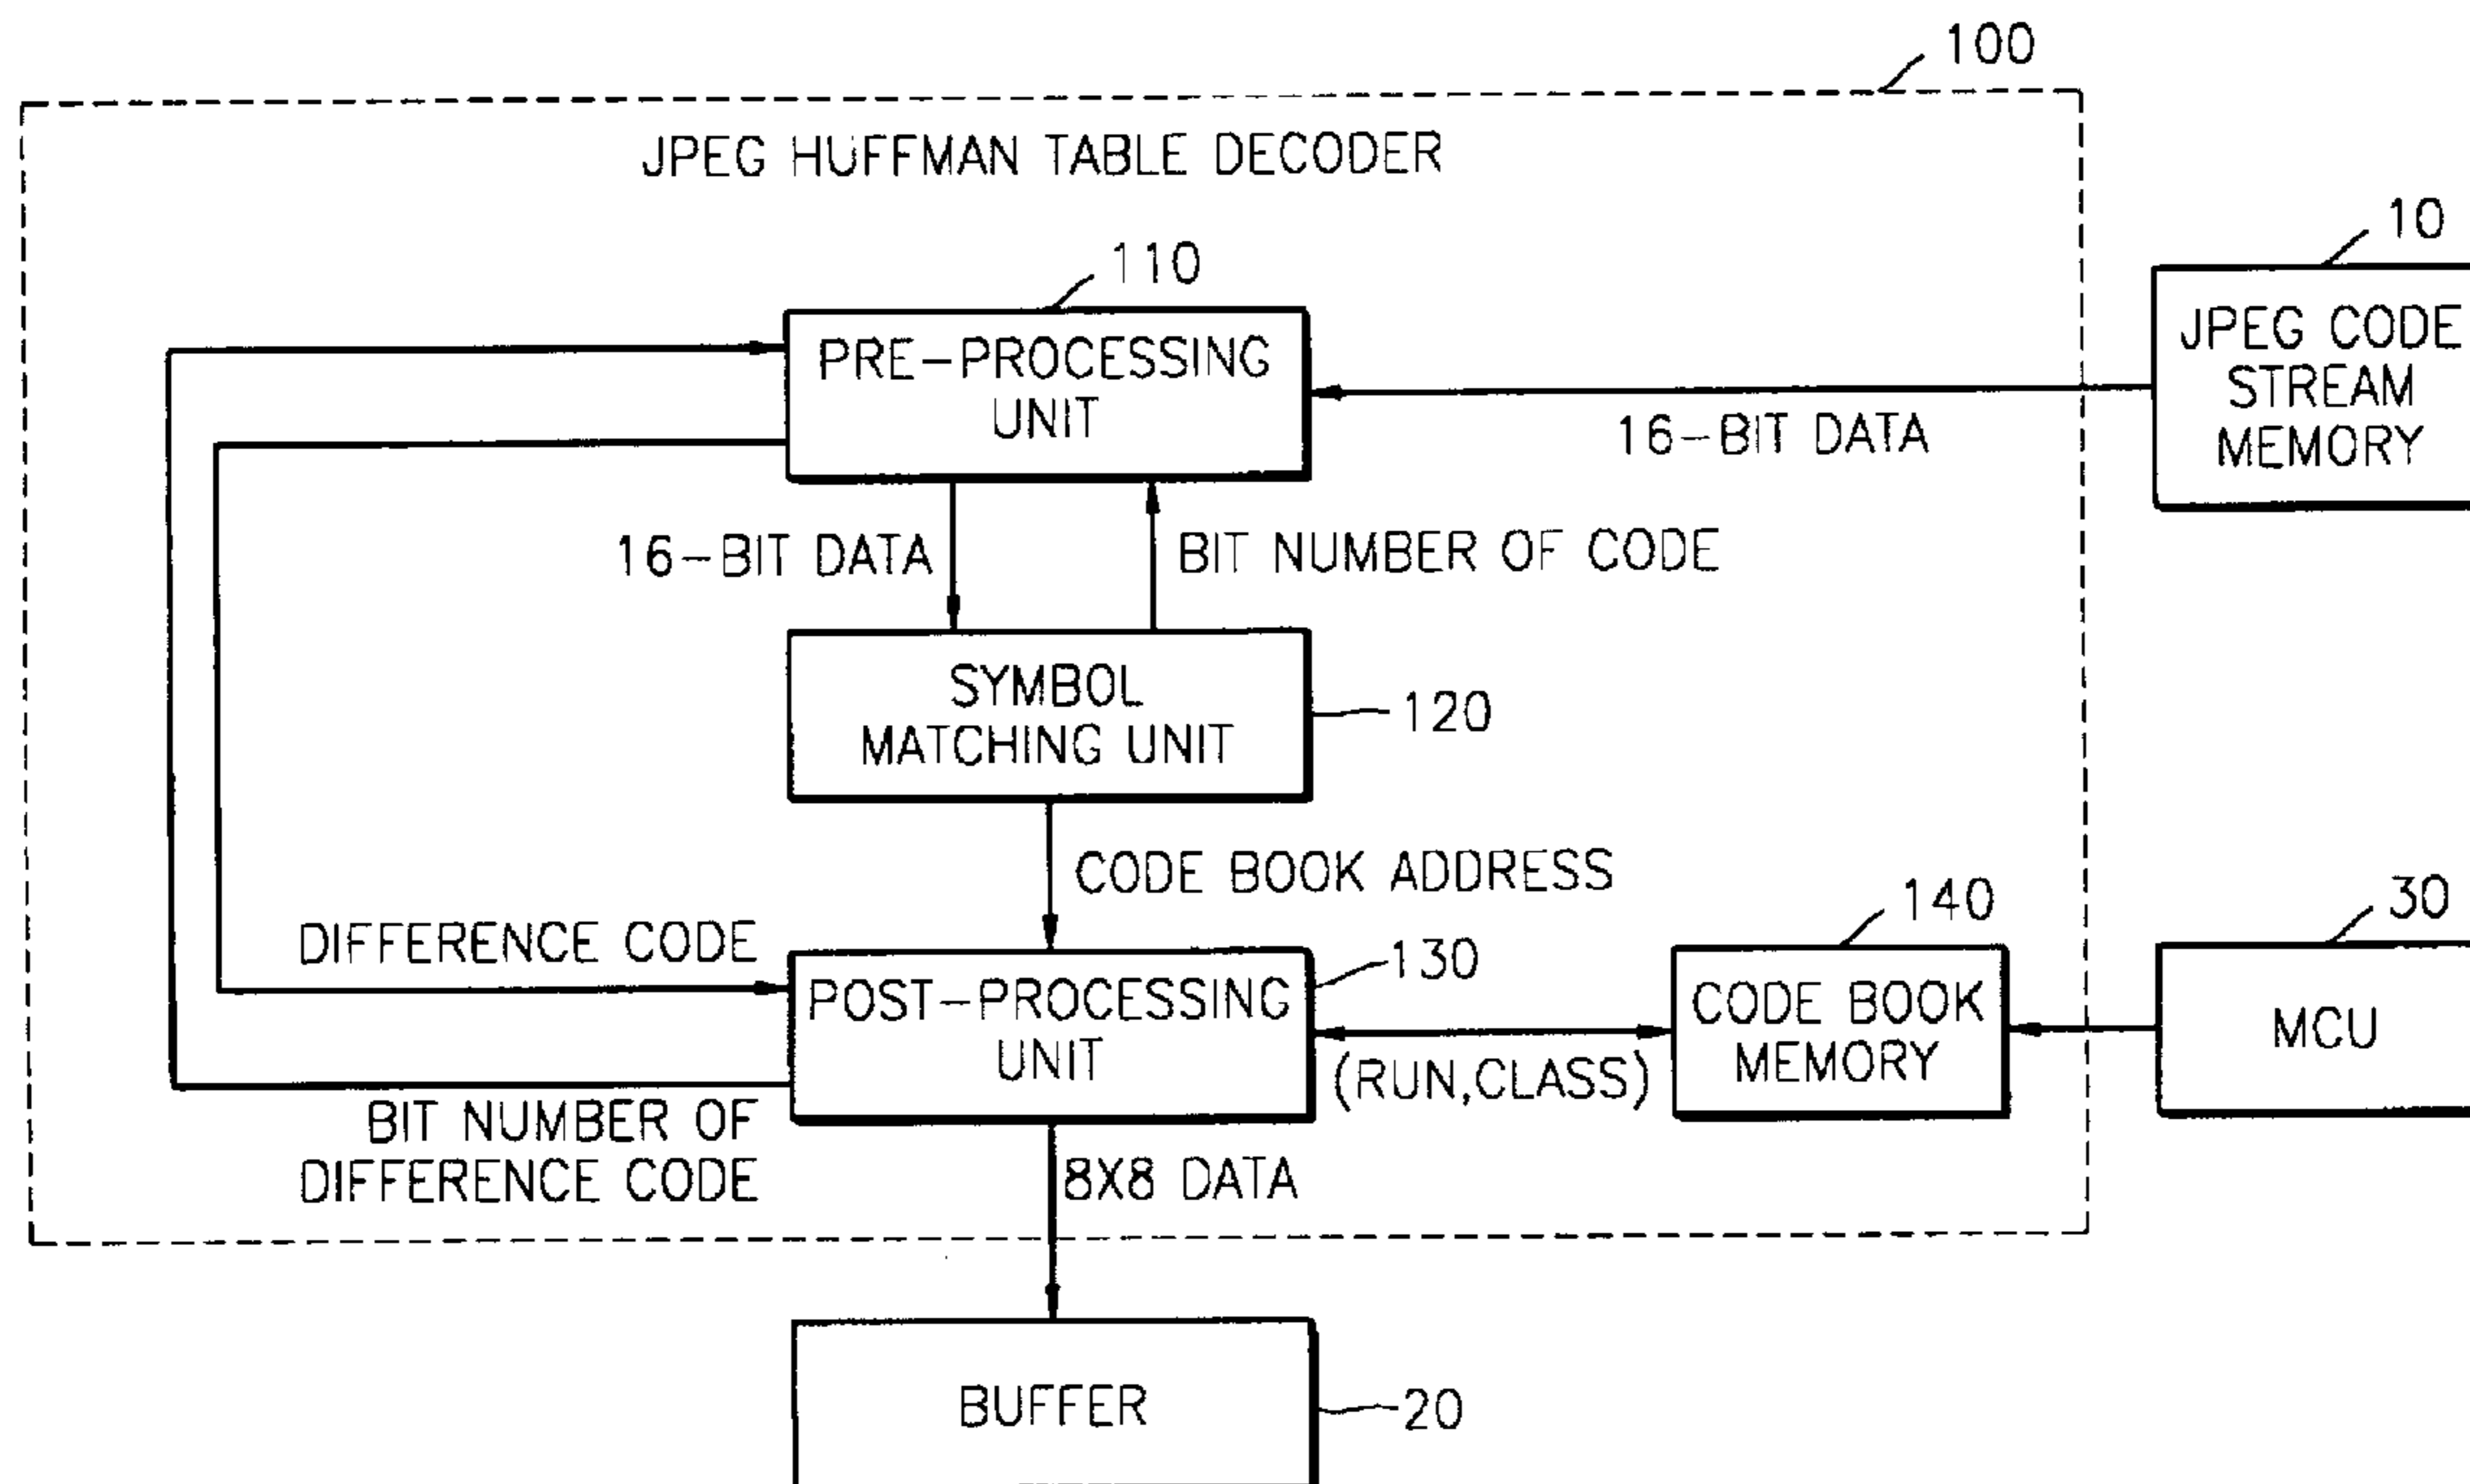 100
JPEG HUFFMAN TABLE DECODER
10
110
JPEG CODE
STREAM
MEMORY
PRE-PROCESSING
UNIT
16-BIT DATA
16-BIT DATA
BIT NUMBER OF CODE
SYMBOL
MATCHING UNIT
120
CODE BOOK ADDRESS
140
30
DIFFERENCE CODE
130
POST-PROCESSING
UNIT
CODE BOOK
MEMORY
MCU
(RUN,CLASS)
BIT NUMBER OF
DIFFERENCE CODE
8X8 DATA
BUFFER
20